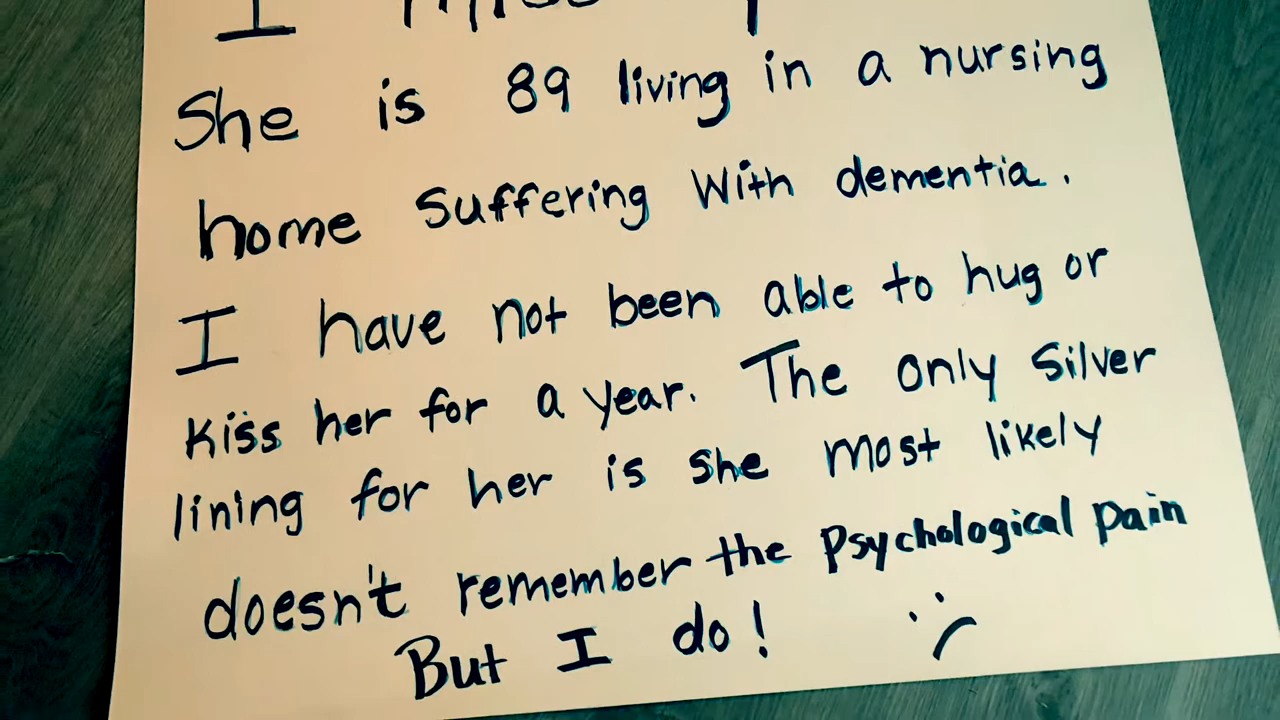 I miss
She is 89 living in a nursing
home suffering with dementia.
I have not been able to hug or
kiss her for a year. The only silver
lining for her is she most likely
doesn't remember the psychological pain
But I do! :(